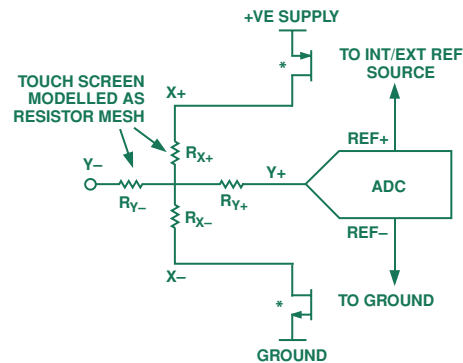 +VE SUPPLY
*
TO INT/EXT REF
SOURCE
TOUCH SCREEN
MODELLED AS
RESISTOR MESH
X+
RX+
Y–
Y+
REF+
ADC
RY–
RY+
RX–
REF–
X–
*
TO GROUND
GROUND